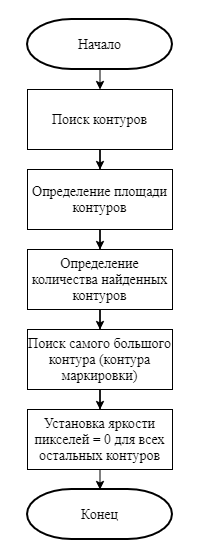 Начало
Поиск контуров
Определение площади
контуров
Определение
количества найденных
контуров
Поиск самого большого
контура (контура
маркировки)
Установка яркости
пикселей = 0 для всех
остальных контуров
Конец